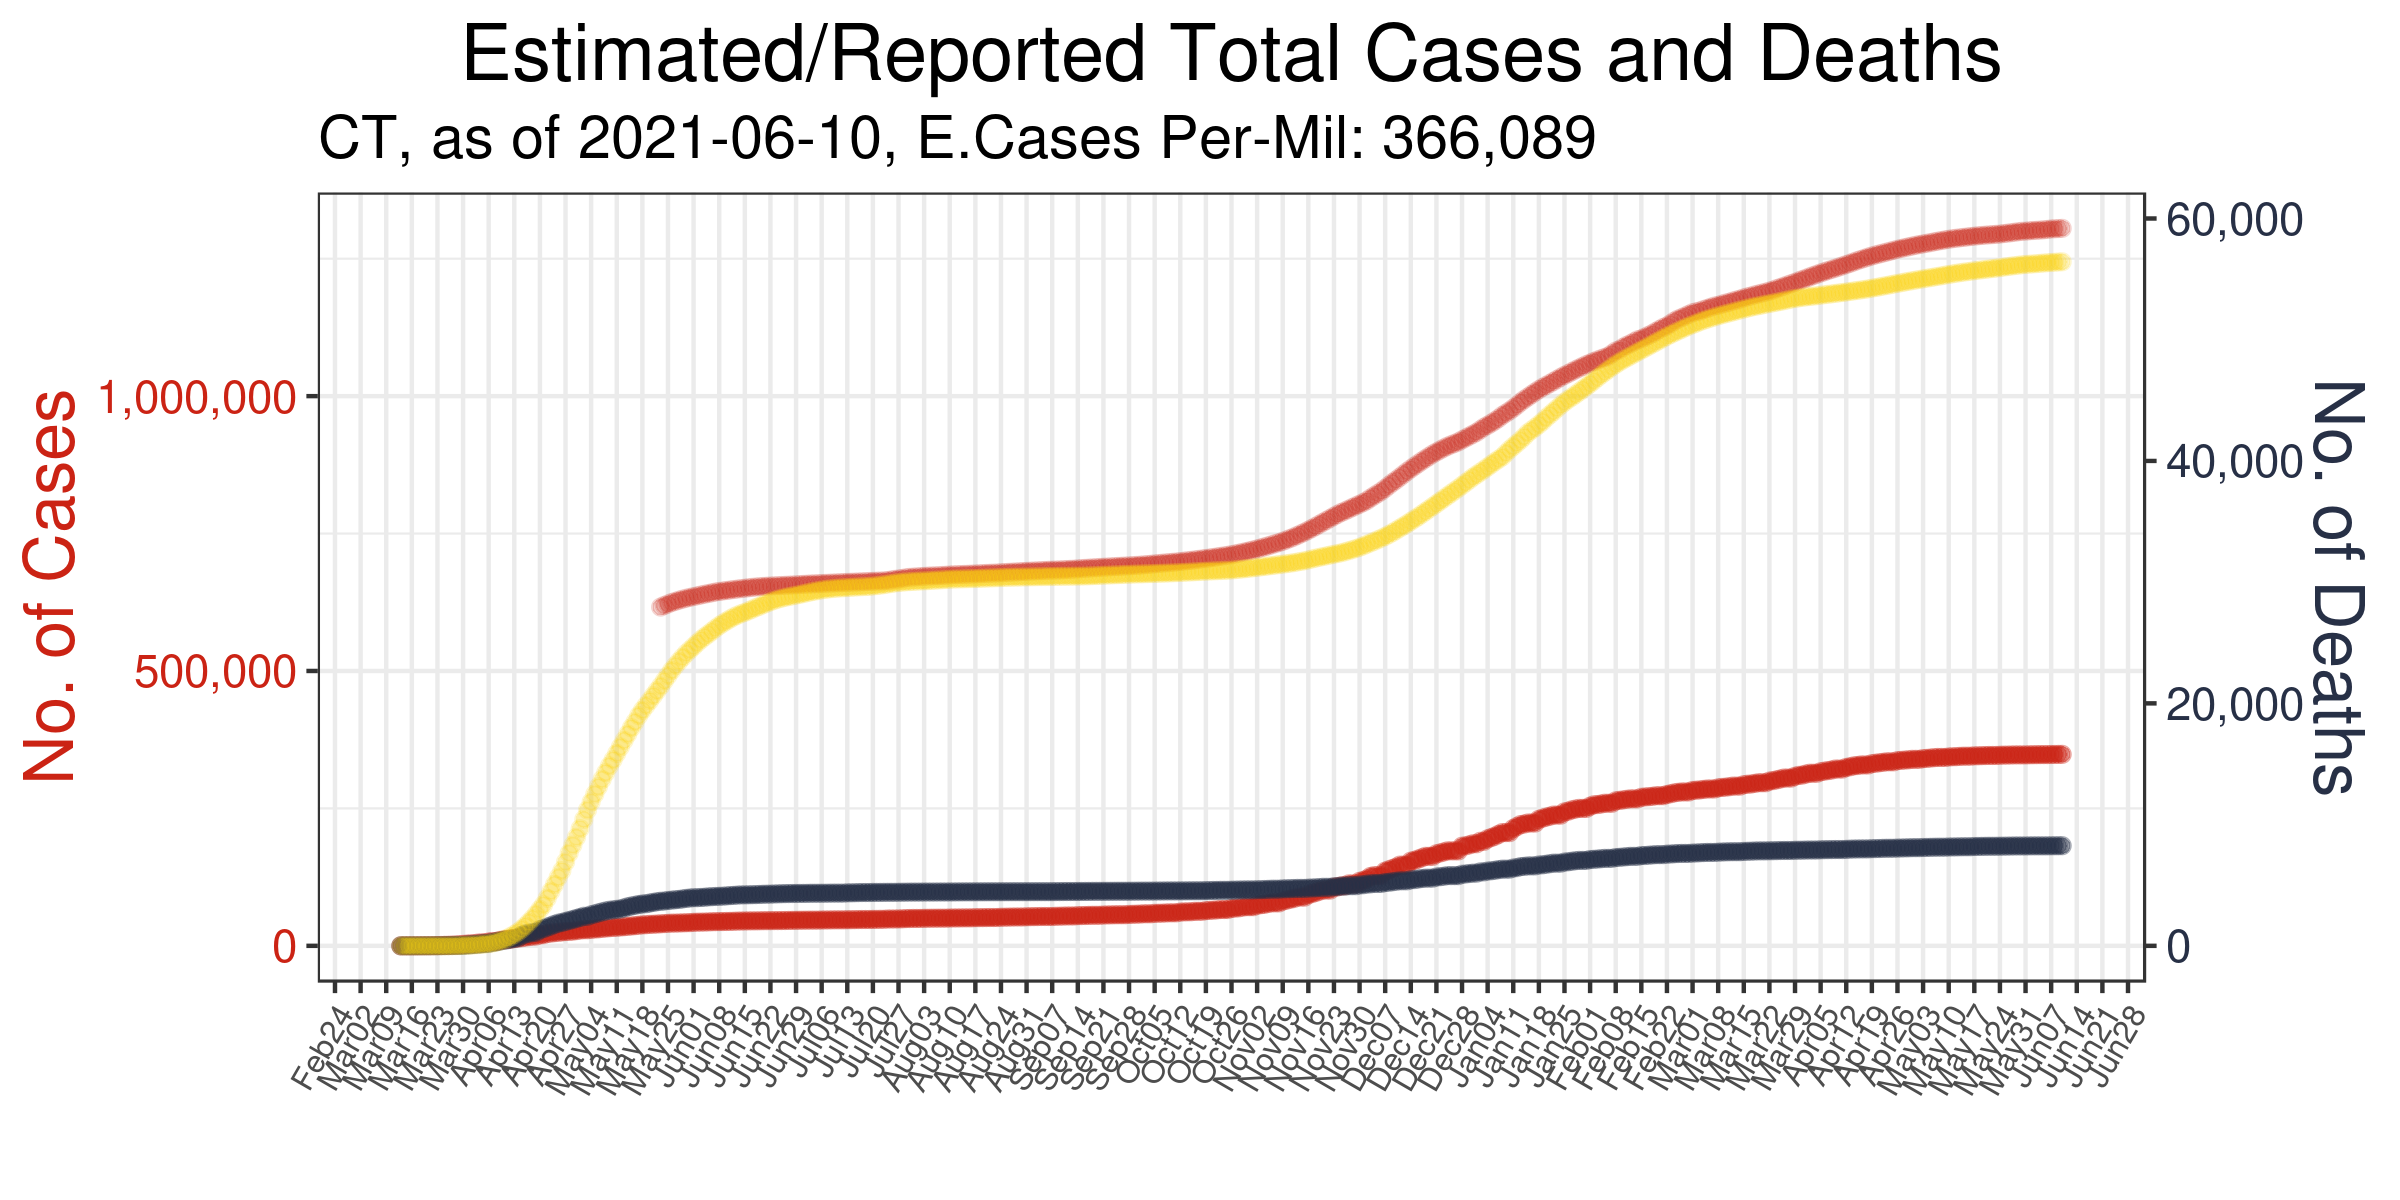 Estimated/Reported Total Cases and Deaths
CT, as of 2021-06-10, E.Cases Per-Mil: 366,089
No. of Cases
1,000,000
500,000
0
60,000
40,000
20,000
0
No. of Deaths
Feb24
Mar02
Mar09
Mar16
Mar23
Mar30
Apr06
Apr13
Apr20
Apr27
May04
May11
May18
May25
Jun01
Jun08
Jun15
Jun22
Jun29
Jul06
Jul13
Jul20
Jul27
Aug03
Aug10
Aug17
Aug24
Aug31
Sep07
Sep14
Sep21
Sep28
Oct05
Oct12
Oct19
Oct26
Nov02
Nov09
Nov16
Nov23
Nov30
Dec07
Dec14
Dec21
Dec28
Jan04
Jan11
Jan18
Jan25
Feb01
Feb08
Feb15
Feb22
Mar01
Mar08
Mar15
Mar22
Mar29
Apr05
Apr12
Apr19
Apr26
May03
May10
May17
May24
May31
Jun07
Jun14
Jun21
Jun28